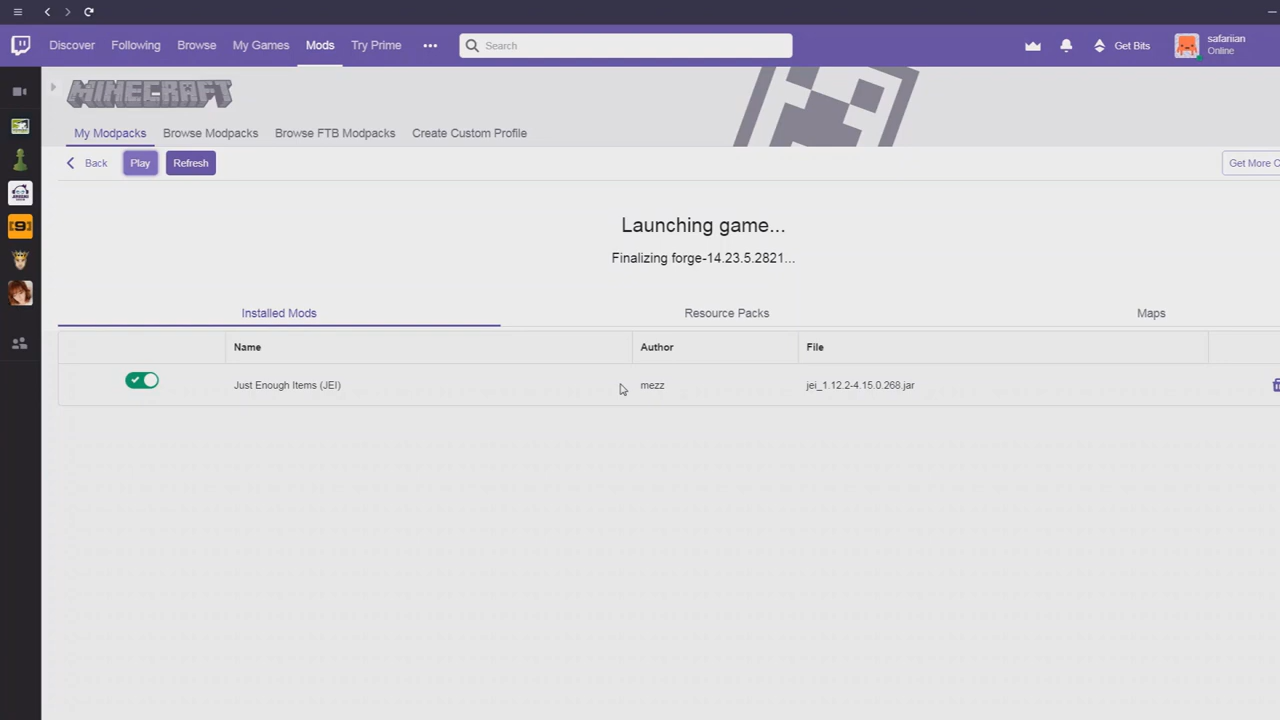 Discover Following Browse My Games Mods Try Prime Search Get Bits safariian
Online
MINECRAFT
My Modpacks Browse Modpacks Browse FTB Modpacks Create Custom Profile
Back Play Refresh Get More C
Launching game...
Finalizing forge-14.23.5.2821...
Installed Mods Resource Packs Maps
Name Author File
Just Enough Items (JEI) mezz jei_1.12.2-4.15.0.268.jar